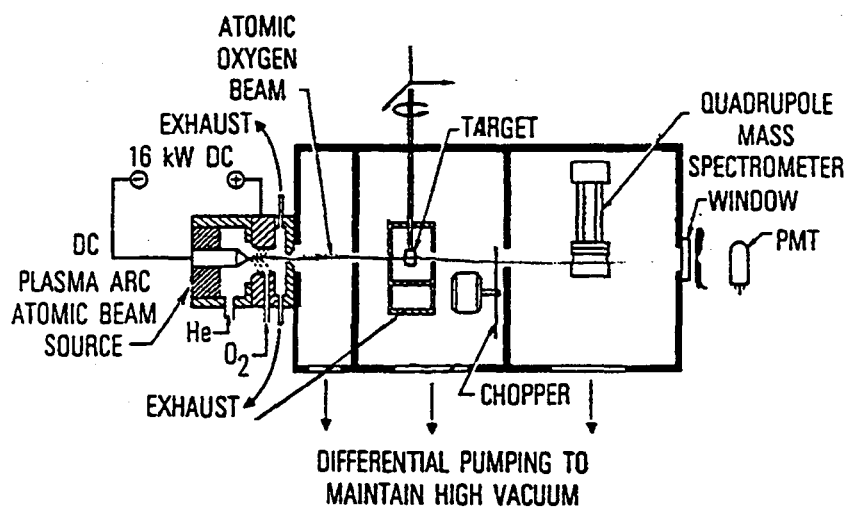 ATOMIC
OXYGEN
BEAM
EXHAUST
16 kW DC
TARGET
QUADRUPOLE
MASS
SPECTROMETER
WINDOW
PMT
DC
PLASMA ARC
ATOMIC BEAM
SOURCE
He
O2
EXHAUST
CHOPPER
DIFFERENTIAL PUMPING TO
MAINTAIN HIGH VACUUM